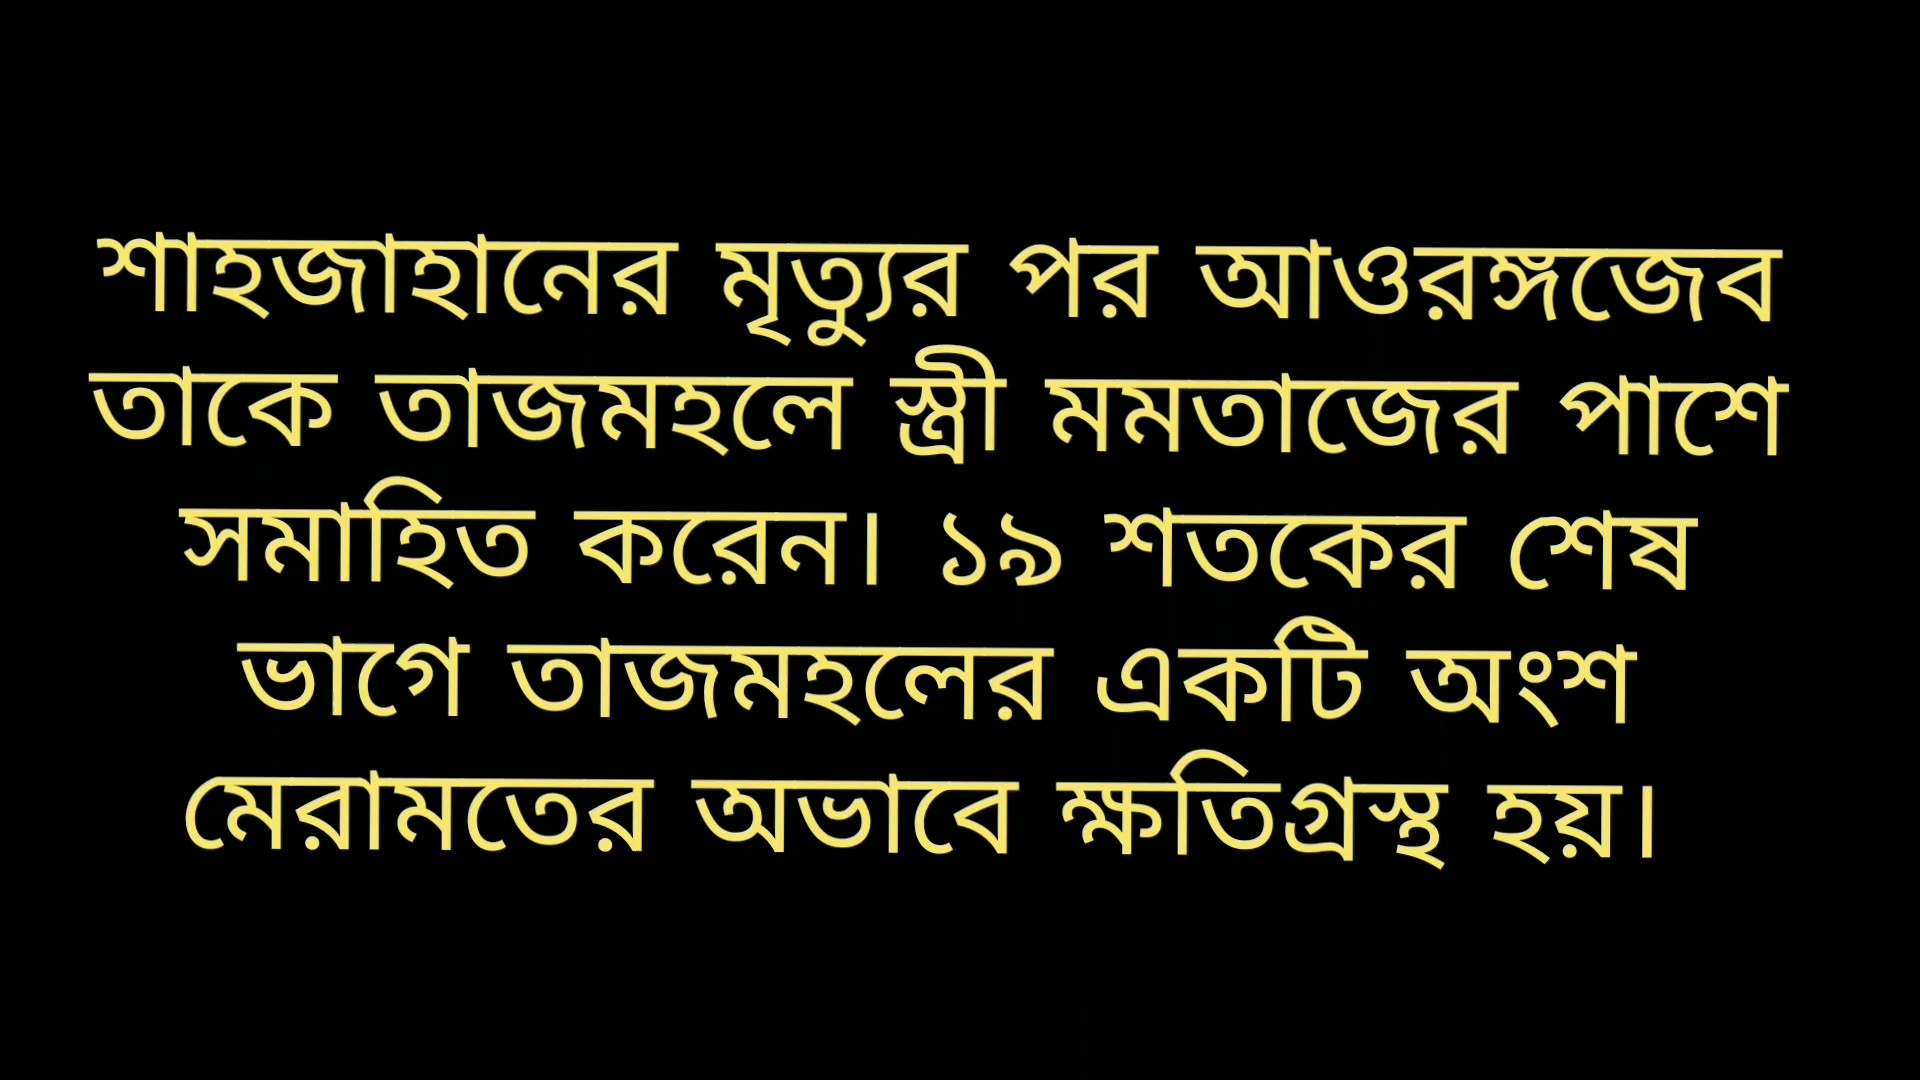 শাহজাহানের মৃত্যুর পর আওরঙ্গজেব
তাকে তাজমহলে স্ত্রী মমতাজের পাশে
সমাহিত করেন। ১৯ শতকের শেষ
ভাগে তাজমহলের একটি অংশ
মেরামতের অভাবে ক্ষতিগ্রস্থ হয়।